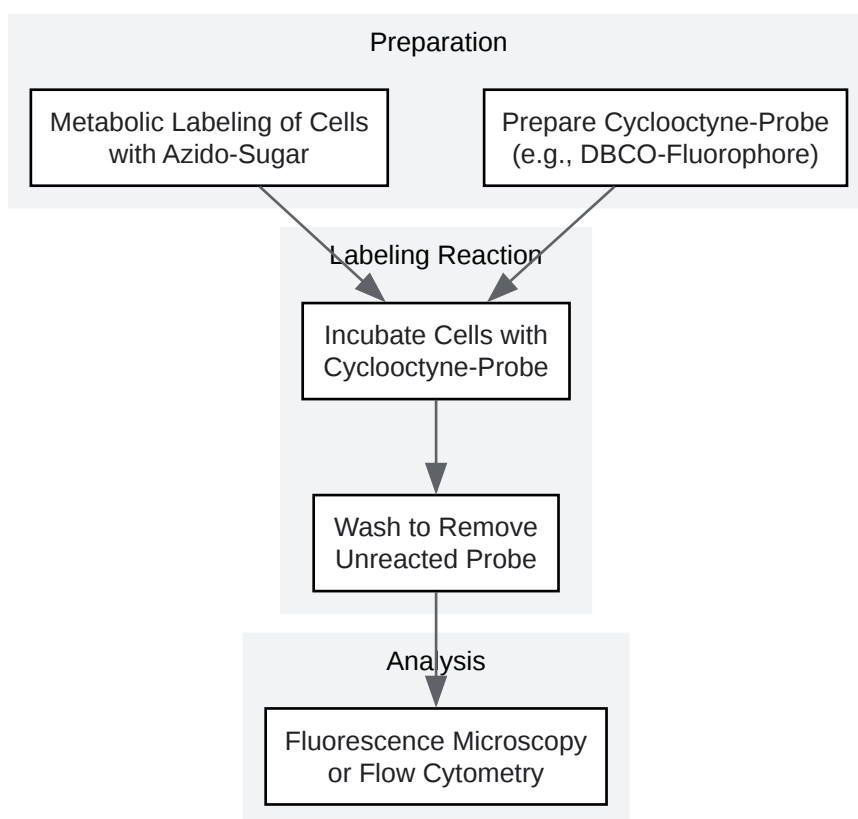 Preparation
Metabolic Labeling of Cells
with Azido-Sugar
Prepare Cyclooctyne-Probe
(e.g., DBCO-Fluorophore)
Labeling Reaction
Incubate Cells with
Cyclooctyne-Probe
Wash to Remove
Unreacted Probe
Analysis
Fluorescence Microscopy
or Flow Cytometry